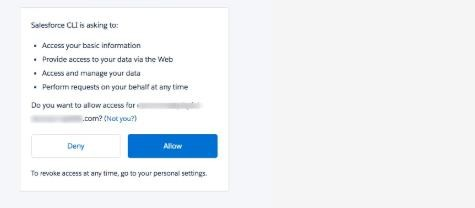 Salesforce CLI is asking to:
• Access your basic information
• Provide access to your data via the Web
• Access and manage your data
• Perform requests on your behalf at any time
Do you want to allow access for
.com? (Not you?)
Deny
Allow
To revoke access at any time, go to your personal settings.